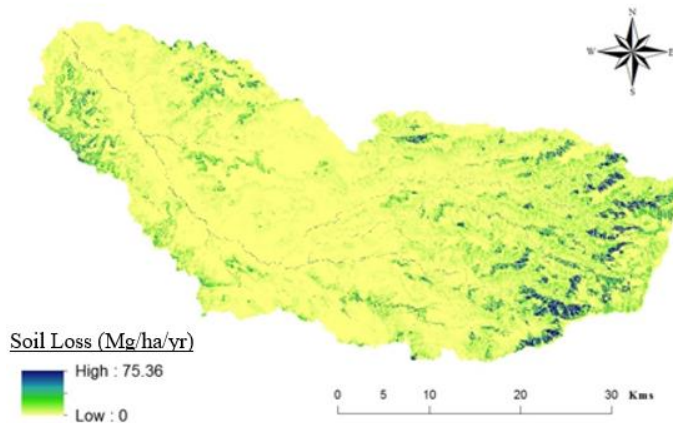 N
W E
S
Soil Loss (Mg/ha/yr)
High : 75.36
Low : 0
0 5 10 20 30 Kms